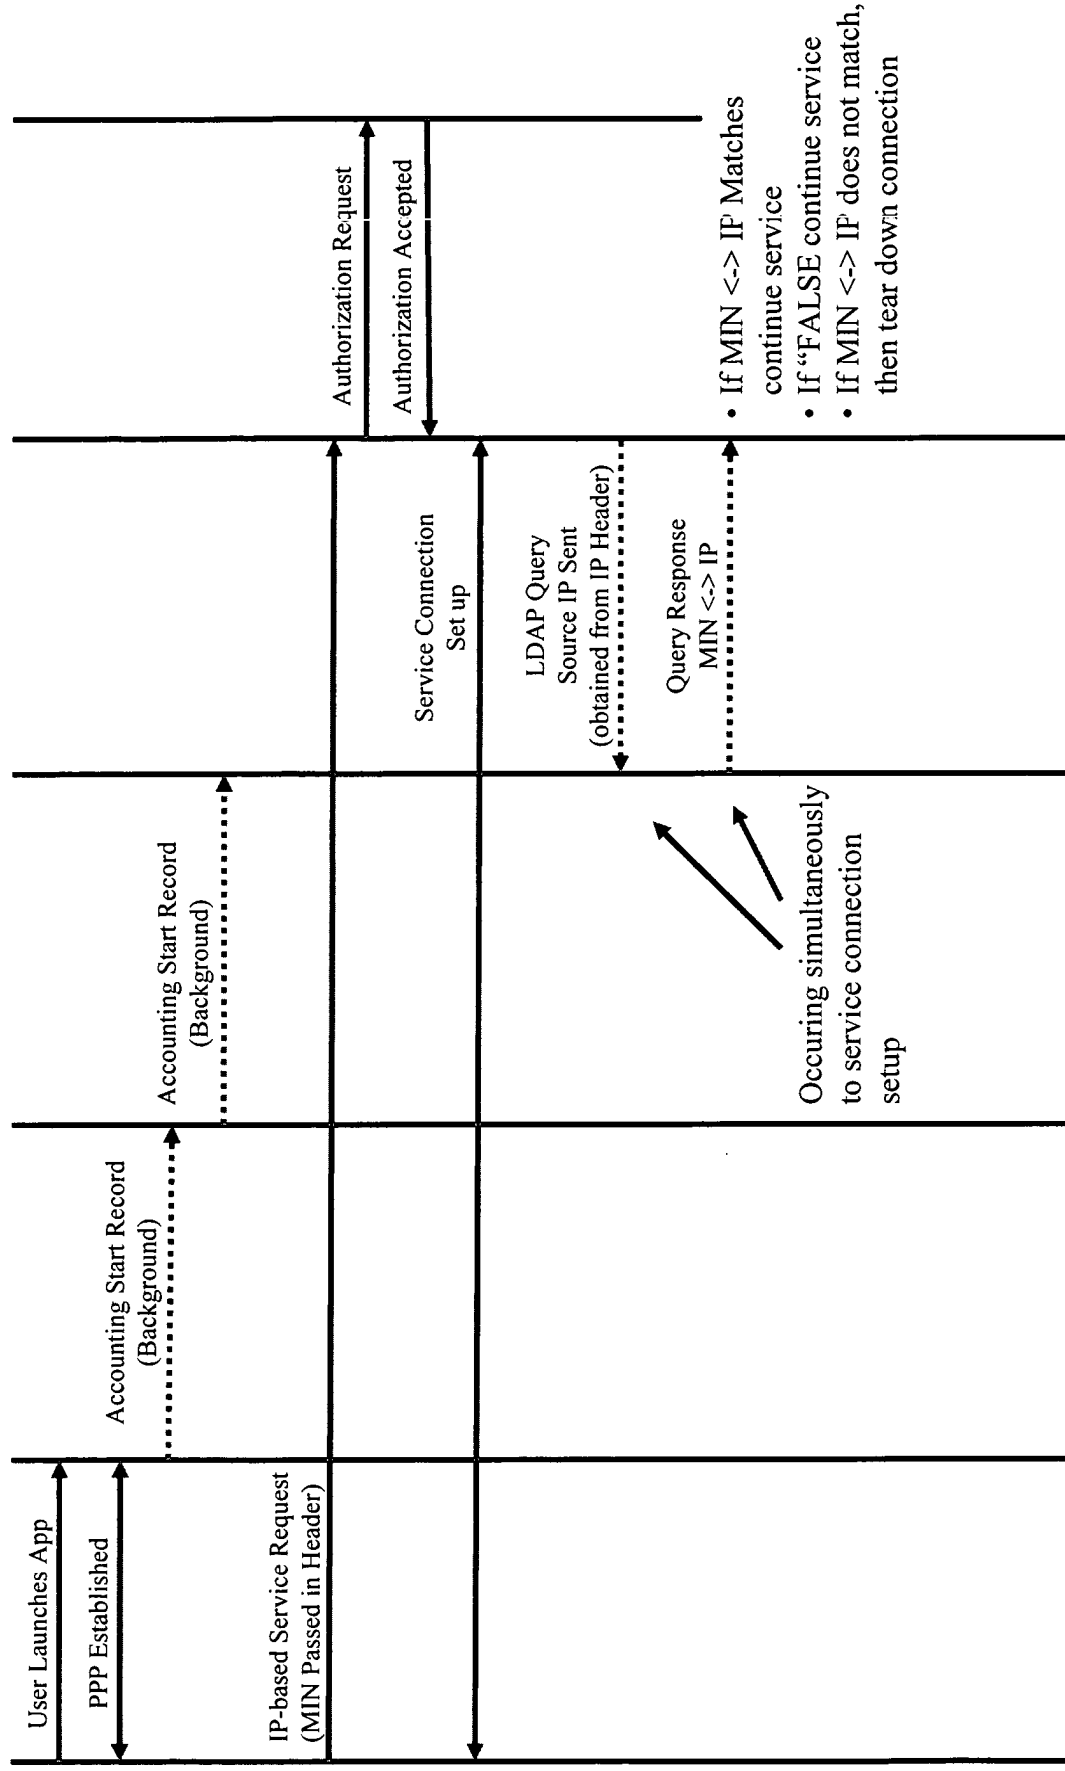 User Launches App
PPP Established
Accounting Start Record
(Background)
Accounting Start Record
(Background)
IP-based Service Request
(MIN Passed in Header)
Authorization Request
Authorization Accepted
Service Connection
Set up
LDAP Query
Source IP Sent
(obtained from IP Header)
Query Response
MIN <-> IP
Occuring simultaneously
to service connection
setup
• If MIN <-> IP Matches
continue service
• If “FALSE continue service
• If MIN <-> IP does not match,
then tear down connection